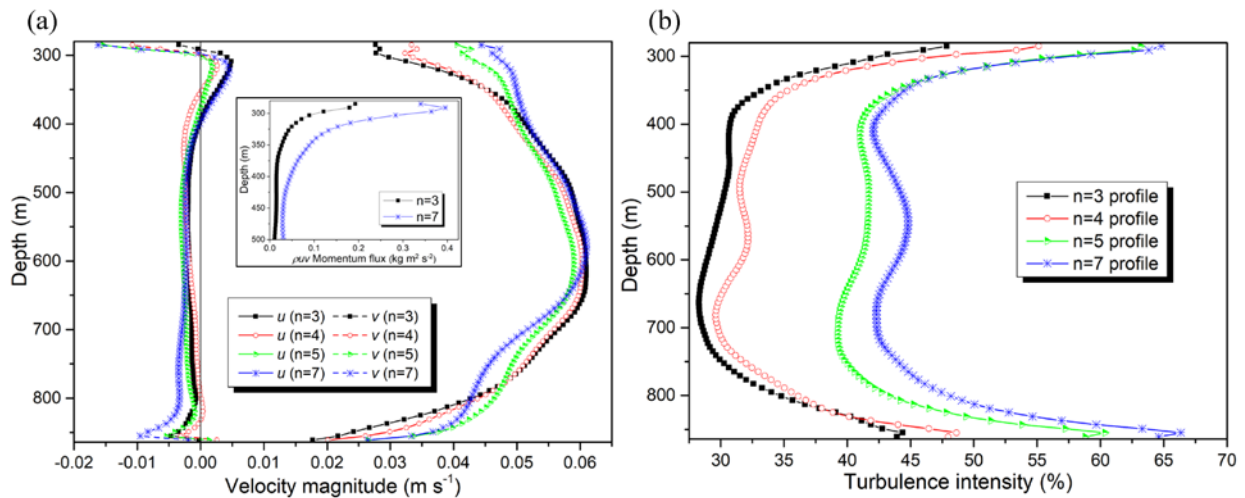 (a)
300
400
500
600
700
800
Depth (m)
-0.02 -0.01 0.00 0.01 0.02 0.03 0.04 0.05 0.06
Velocity magnitude (m s⁻¹)
300
350
400
450
500
Depth (m)
0.0 0.1 0.2 0.3 0.4
ρuv Momentum flux (kg m² s⁻²)
n=3
n=7
u (n=3) v (n=3)
u (n=4) v (n=4)
u (n=5) v (n=5)
u (n=7) v (n=7)
(b)
300
400
500
600
700
800
Depth (m)
30 35 40 45 50 55 60 65 70
Turbulence intensity (%)
n=3 profile
n=4 profile
n=5 profile
n=7 profile